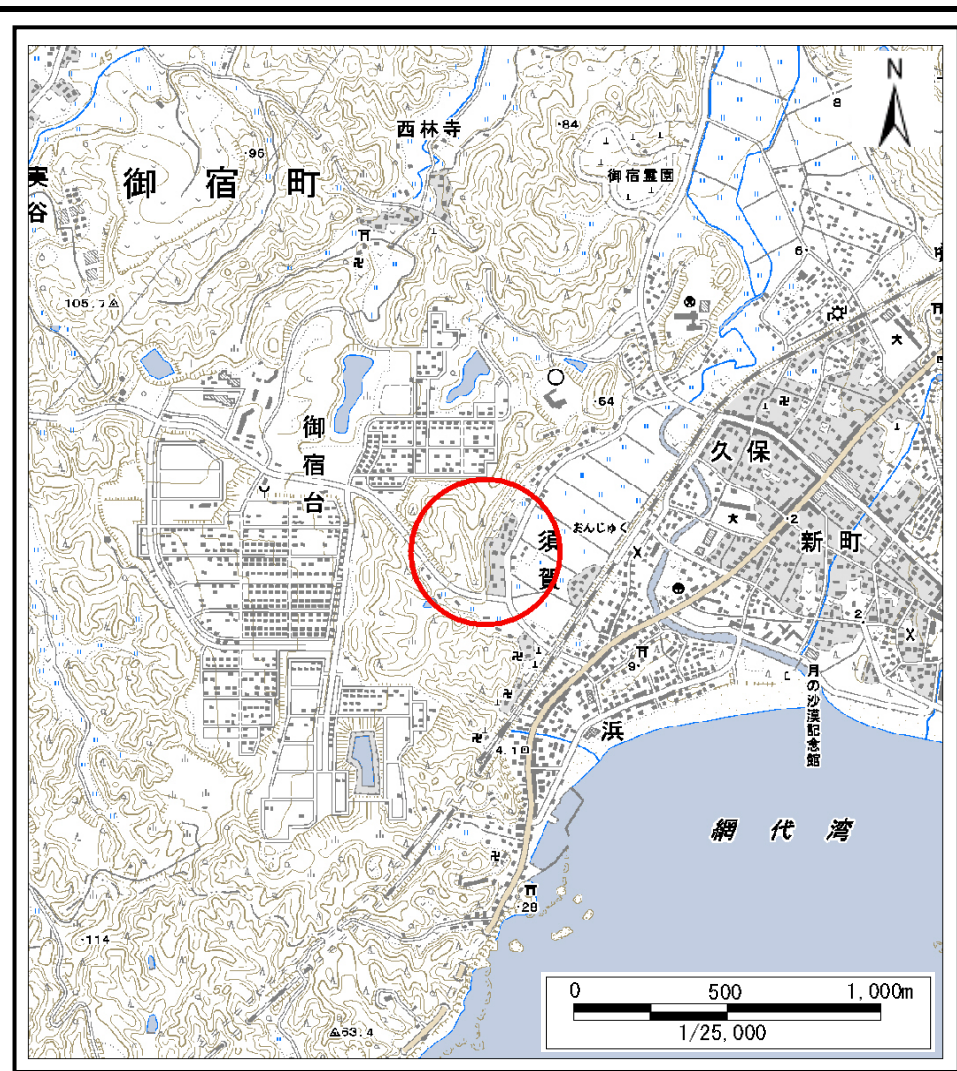 N
45
8
西林寺
・84
・96
御宿町
御宿霊園
実谷
6・
105.7
・64
御宿台
久保
おんじゅく
・2
須賀
新町
2
9
月の沙漠記念館
浜
4.1
網代湾
・28
・114
63.4
0 500 1,000m
1/25,000